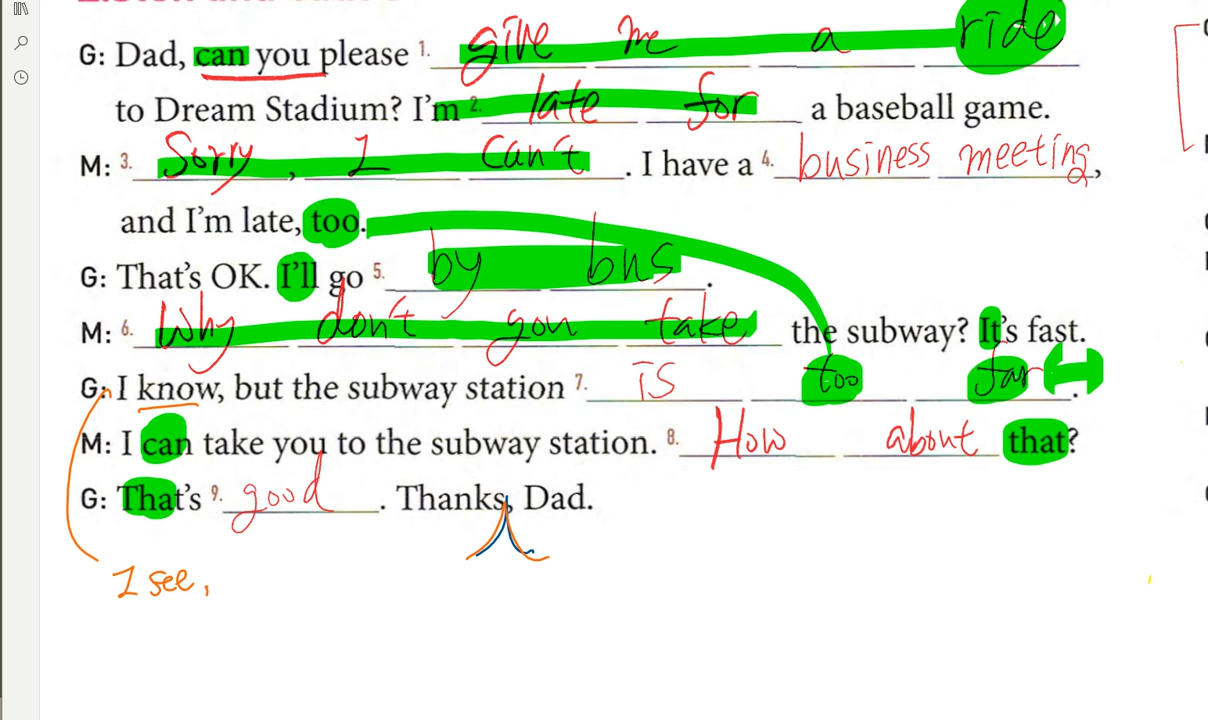 G: Dad, can you please 1. give me a ride
to Dream Stadium? I'm 2. late for a baseball game.
M: 3. Sorry, I can't. I have a 4. business meeting,
and I'm late, too.
G: That's OK. I'll go 5. by bus.
M: 6. Why don't you take the subway? It's fast.
G: I know, but the subway station 7. is too far.
M: I can take you to the subway station. 8. How about that?
G: That's 9. good. Thanks, Dad.
I see,